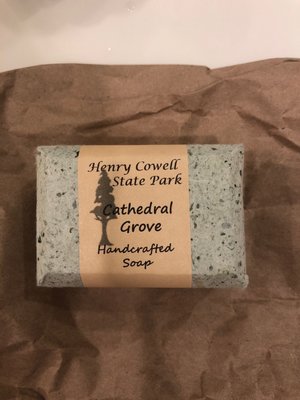 Henry Cowell
State Park
Cathedral
Grove
Handcrafted
Soap